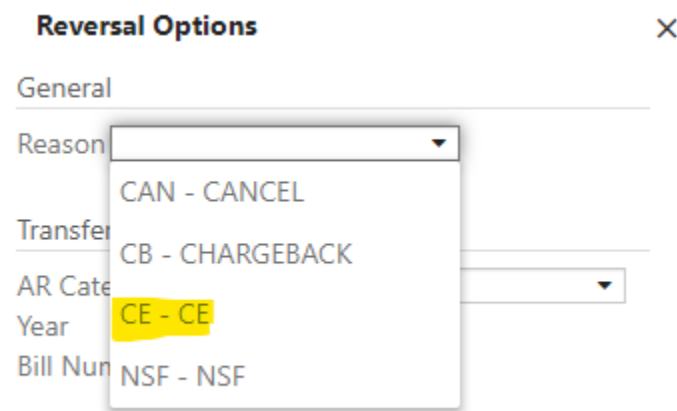 Reversal Options
General
Reason
CAN - CANCEL
Transfer
CB - CHARGEBACK
AR Cate
CE - CE
Year
Bill Num
NSF - NSF